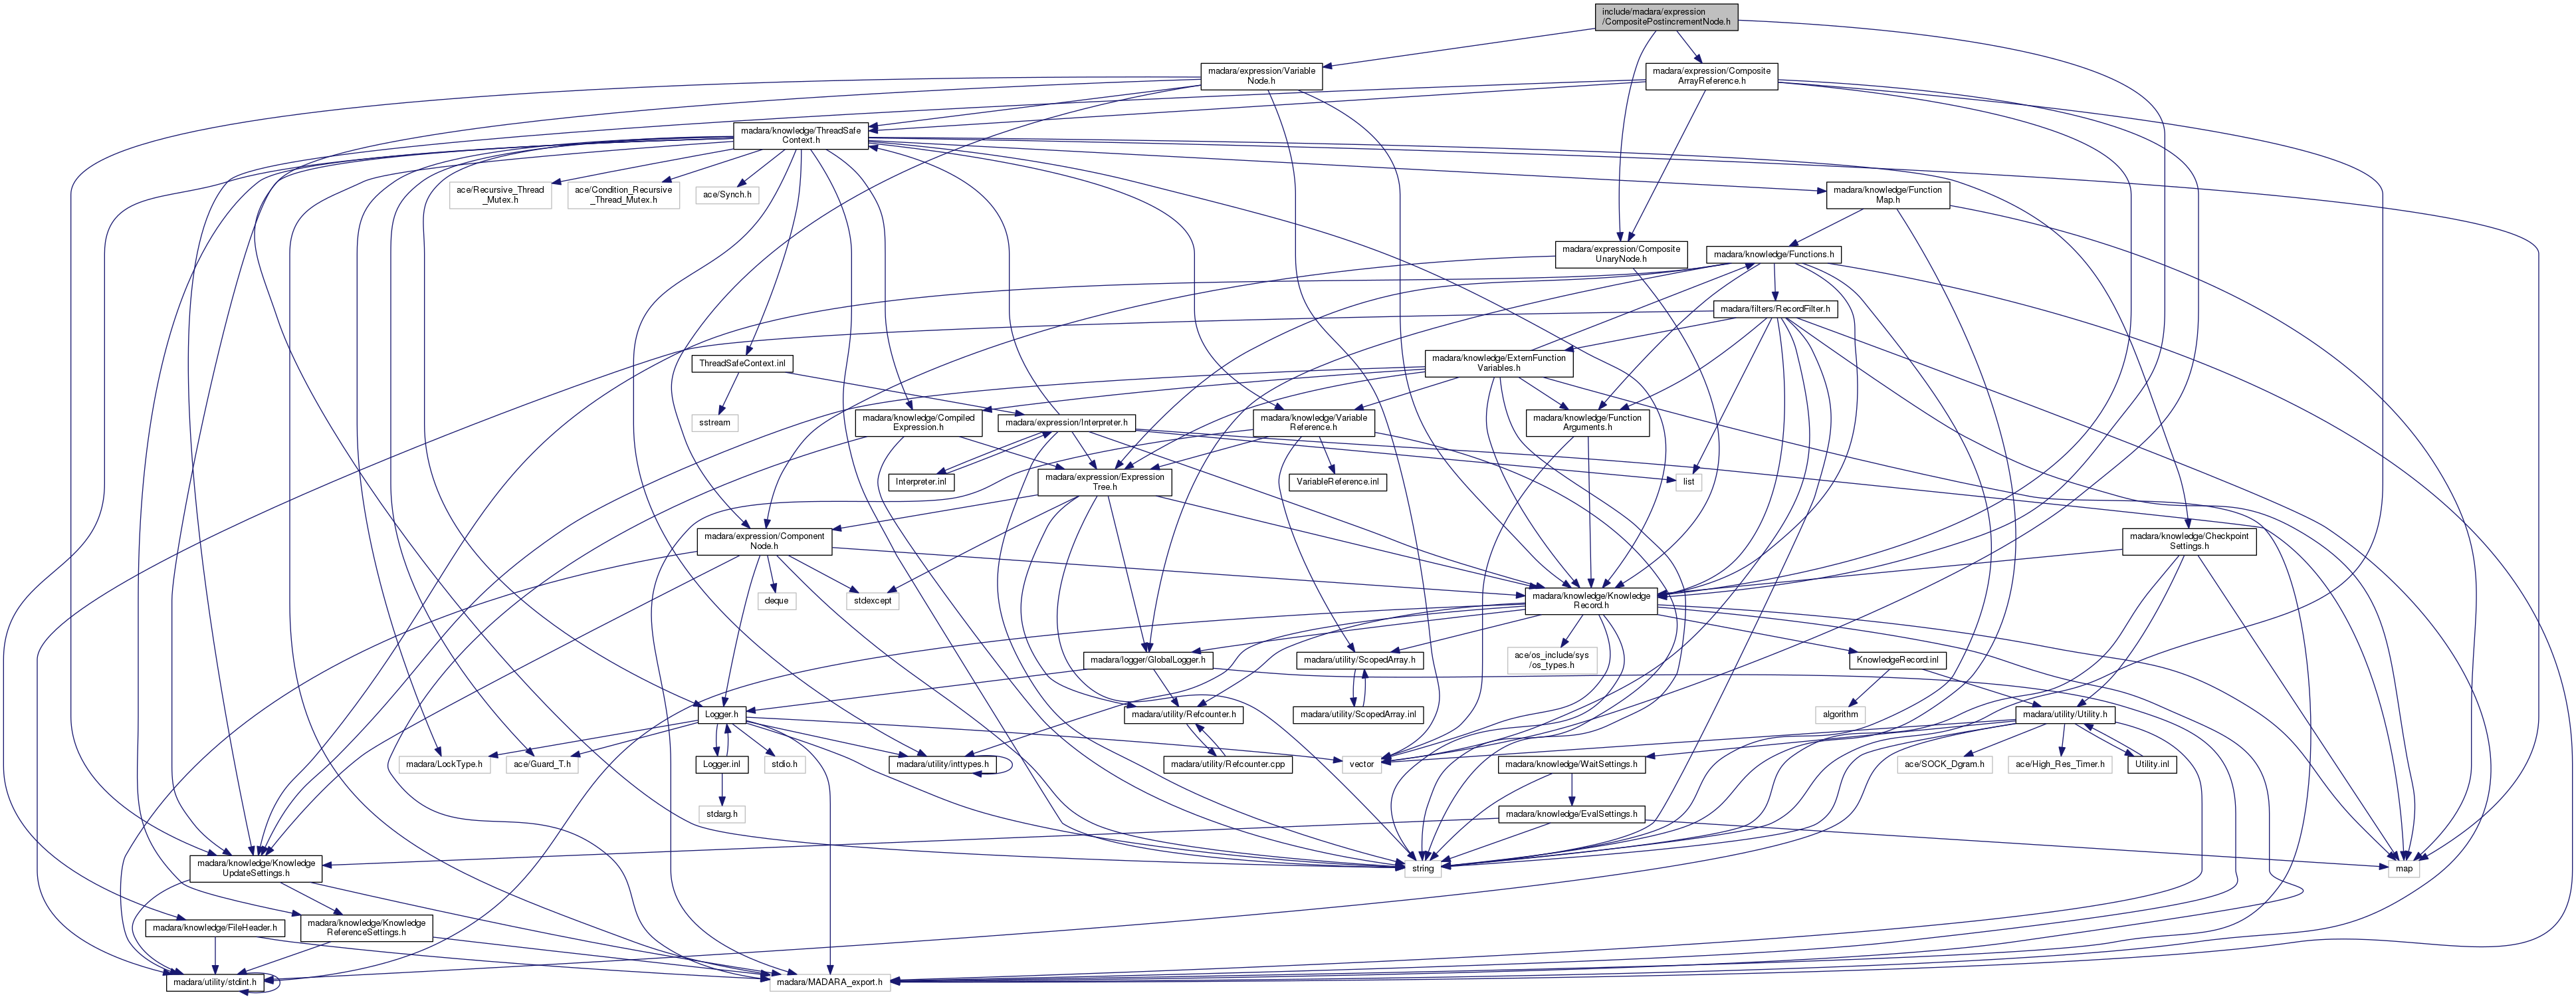 include/madara/expression
/CompositePostincrementNode.h
madara/expression/Variable
Node.h
madara/expression/Composite
ArrayReference.h
madara/knowledge/ThreadSafe
Context.h
ace/Recursive_Thread
_Mutex.h
ace/Condition_Recursive
_Thread_Mutex.h
ace/Synch.h
madara/knowledge/Function
Map.h
madara/expression/Composite
UnaryNode.h
madara/knowledge/Functions.h
madara/filters/RecordFilter.h
ThreadSafeContext.inl
madara/knowledge/ExternFunction
Variables.h
sstream
madara/knowledge/Compiled
Expression.h
madara/expression/Interpreter.h
madara/knowledge/Variable
Reference.h
madara/knowledge/Function
Arguments.h
Interpreter.inl
madara/expression/Expression
Tree.h
VariableReference.inl
list
madara/expression/Component
Node.h
madara/knowledge/Checkpoint
Settings.h
deque
stdexcept
madara/knowledge/Knowledge
Record.h
madara/logger/GlobalLogger.h
madara/utility/ScopedArray.h
ace/os_include/sys
/os_types.h
KnowledgeRecord.inl
Logger.h
madara/utility/Refcounter.h
madara/utility/ScopedArray.inl
algorithm
madara/utility/Utility.h
madara/LockType.h
ace/Guard_T.h
Logger.inl
stdio.h
madara/utility/inttypes.h
madara/utility/Refcounter.cpp
vector
madara/knowledge/WaitSettings.h
ace/SOCK_Dgram.h
ace/High_Res_Timer.h
Utility.inl
stdarg.h
madara/knowledge/EvalSettings.h
madara/knowledge/Knowledge
UpdateSettings.h
string
map
madara/knowledge/FileHeader.h
madara/knowledge/Knowledge
ReferenceSettings.h
madara/utility/stdint.h
madara/MADARA_export.h